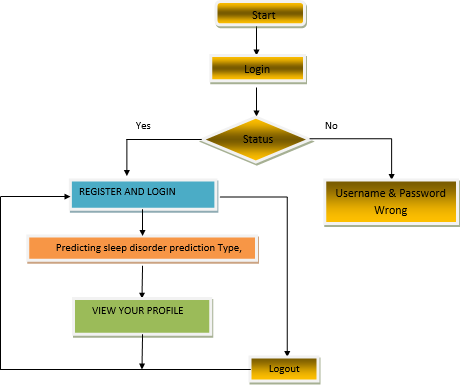 Start
Login
Status
Yes
No
REGISTER AND LOGIN
Username & Password
Wrong
Predicting sleep disorder prediction Type,
VIEW YOUR PROFILE
Logout